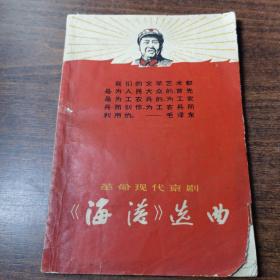 我们的文学艺术都
是为人民大众的，首先
是为工农兵的，为工农
兵而创作，为工农兵所
利用的。——毛泽东
革命现代京剧
《海港》选曲